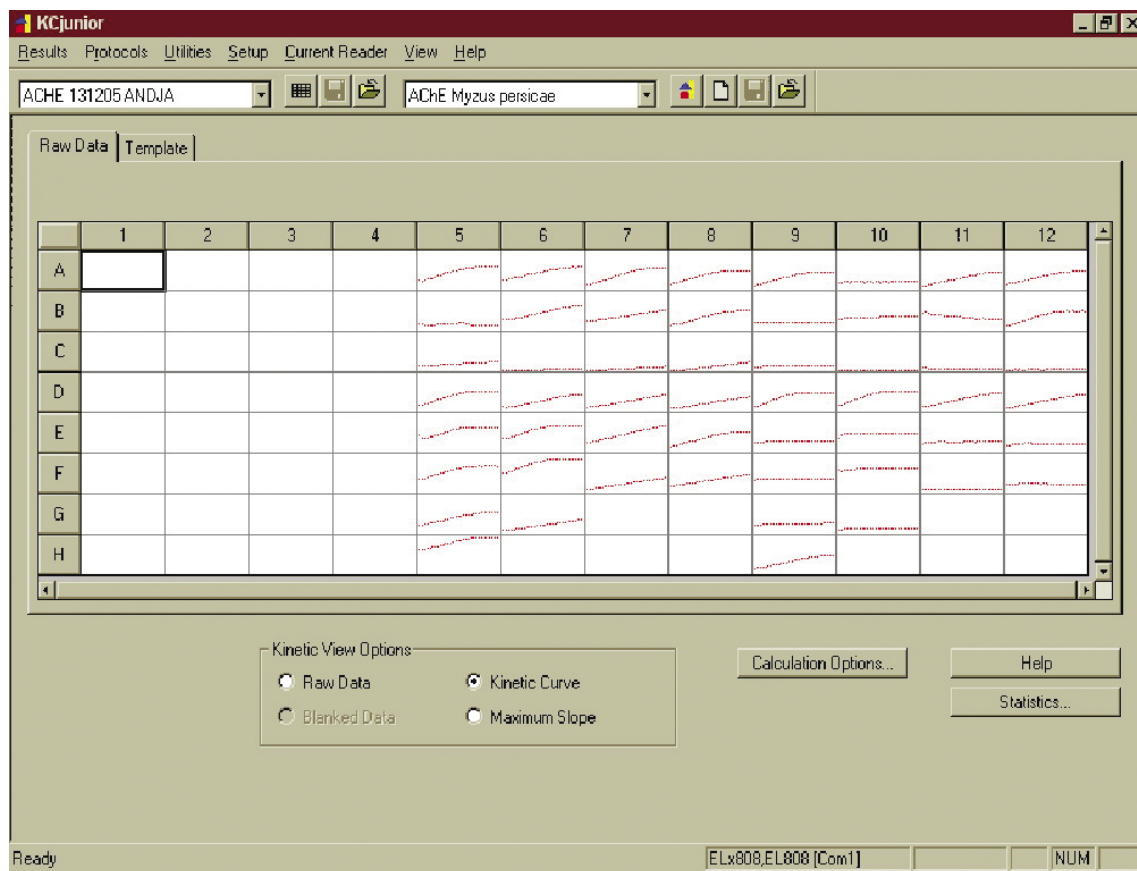 KCjunior
Results Protocols Utilities Setup Current Reader View Help
ACHE 131205 ANDJA AChE Myzus persicae
Raw Data Template
1 2 3 4 5 6 7 8 9 10 11 12
A
B
C
D
E
F
G
H
Kinetic View Options
Raw Data Kinetic Curve
Blanked Data Maximum Slope
Calculation Options... Help
Statistics...
Ready ELx808,EL808 [Com1] NUM